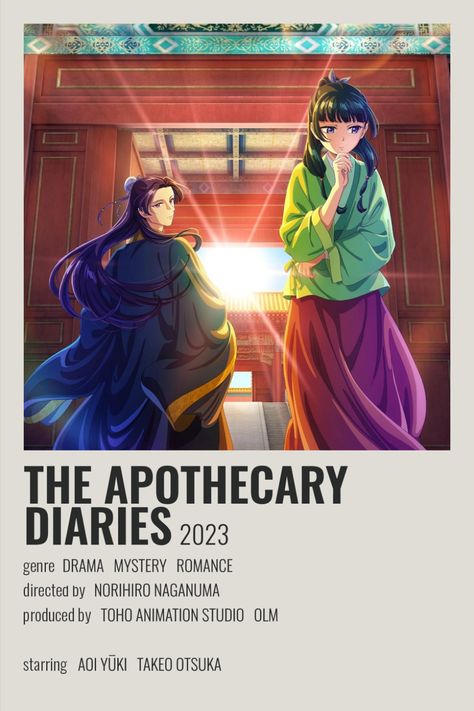 THE APOTHECARY
DIARIES 2023
genre DRAMA MYSTERY ROMANCE
directed by NORIHIRO NAGANUMA
produced by TOHO ANIMATION STUDIO OLM
starring AOI YŪKI TAKEO OTSUKA